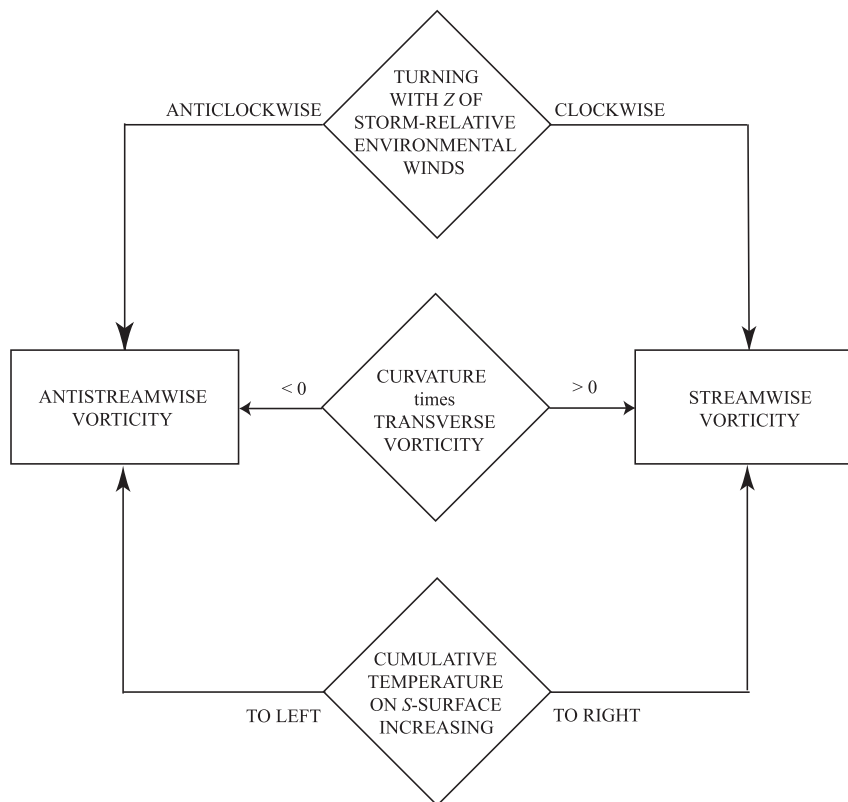 TURNING
WITH Z OF
STORM-RELATIVE
ENVIRONMENTAL
WINDS
ANTICLOCKWISE
CLOCKWISE
ANTISTREAMWISE
VORTICITY
< 0
CURVATURE
times
TRANSVERSE
VORTICITY
> 0
STREAMWISE
VORTICITY
CUMULATIVE
TEMPERATURE
ON S-SURFACE
INCREASING
TO LEFT
TO RIGHT